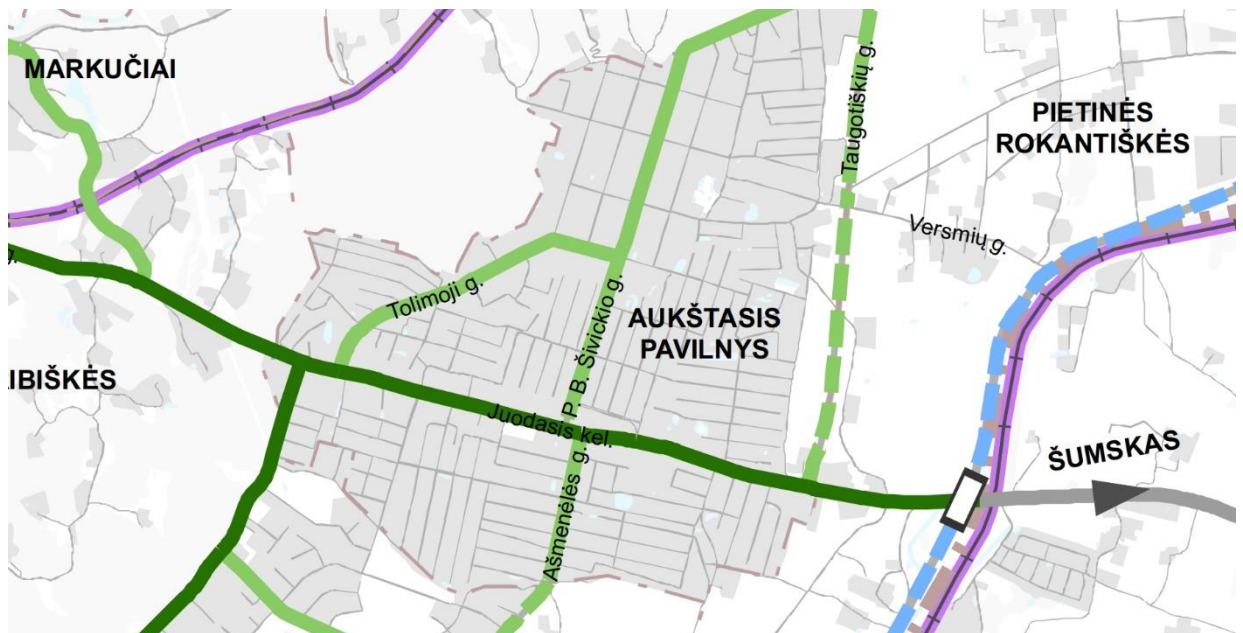 MARKUČIAI
PIETINĖS
ROKANTIŠKĖS
Taugotiškių g.
Versmių g.
g.
Tolimoji g.
P. B. Šivickio g.
AUKŠTASIS
PAVILNYS
IBIŠKĖS
Juodasis kel.
Ašmenėlės g.
ŠUMSKAS